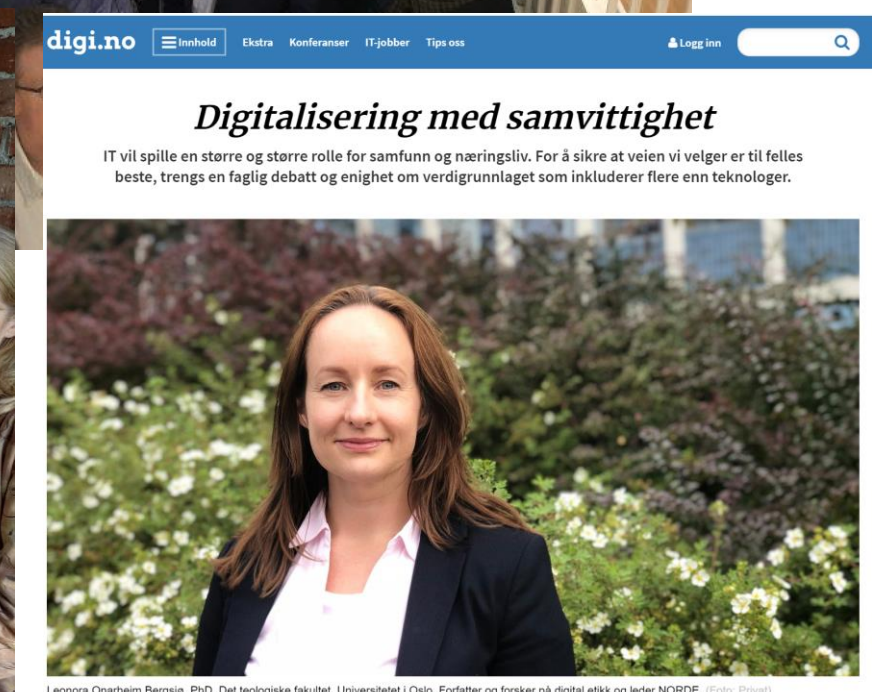 digi.no
Innhold Ekstra Konferanser IT-jobber Tips oss Logg inn
Digitalisering med samvittighet
IT vil spille en større og større rolle for samfunn og næringsliv. For å sikre at veien vi velger er til felles
beste, trengs en faglig debatt og enighet om verdigrunnlaget som inkluderer flere enn teknologer.
Leonora Onarheim Bergsjø, PhD, Det teologiske fakultet, Universitetet i Oslo. Forfatter og forsker på digital etikk og leder NORDE. (Foto: Privat)